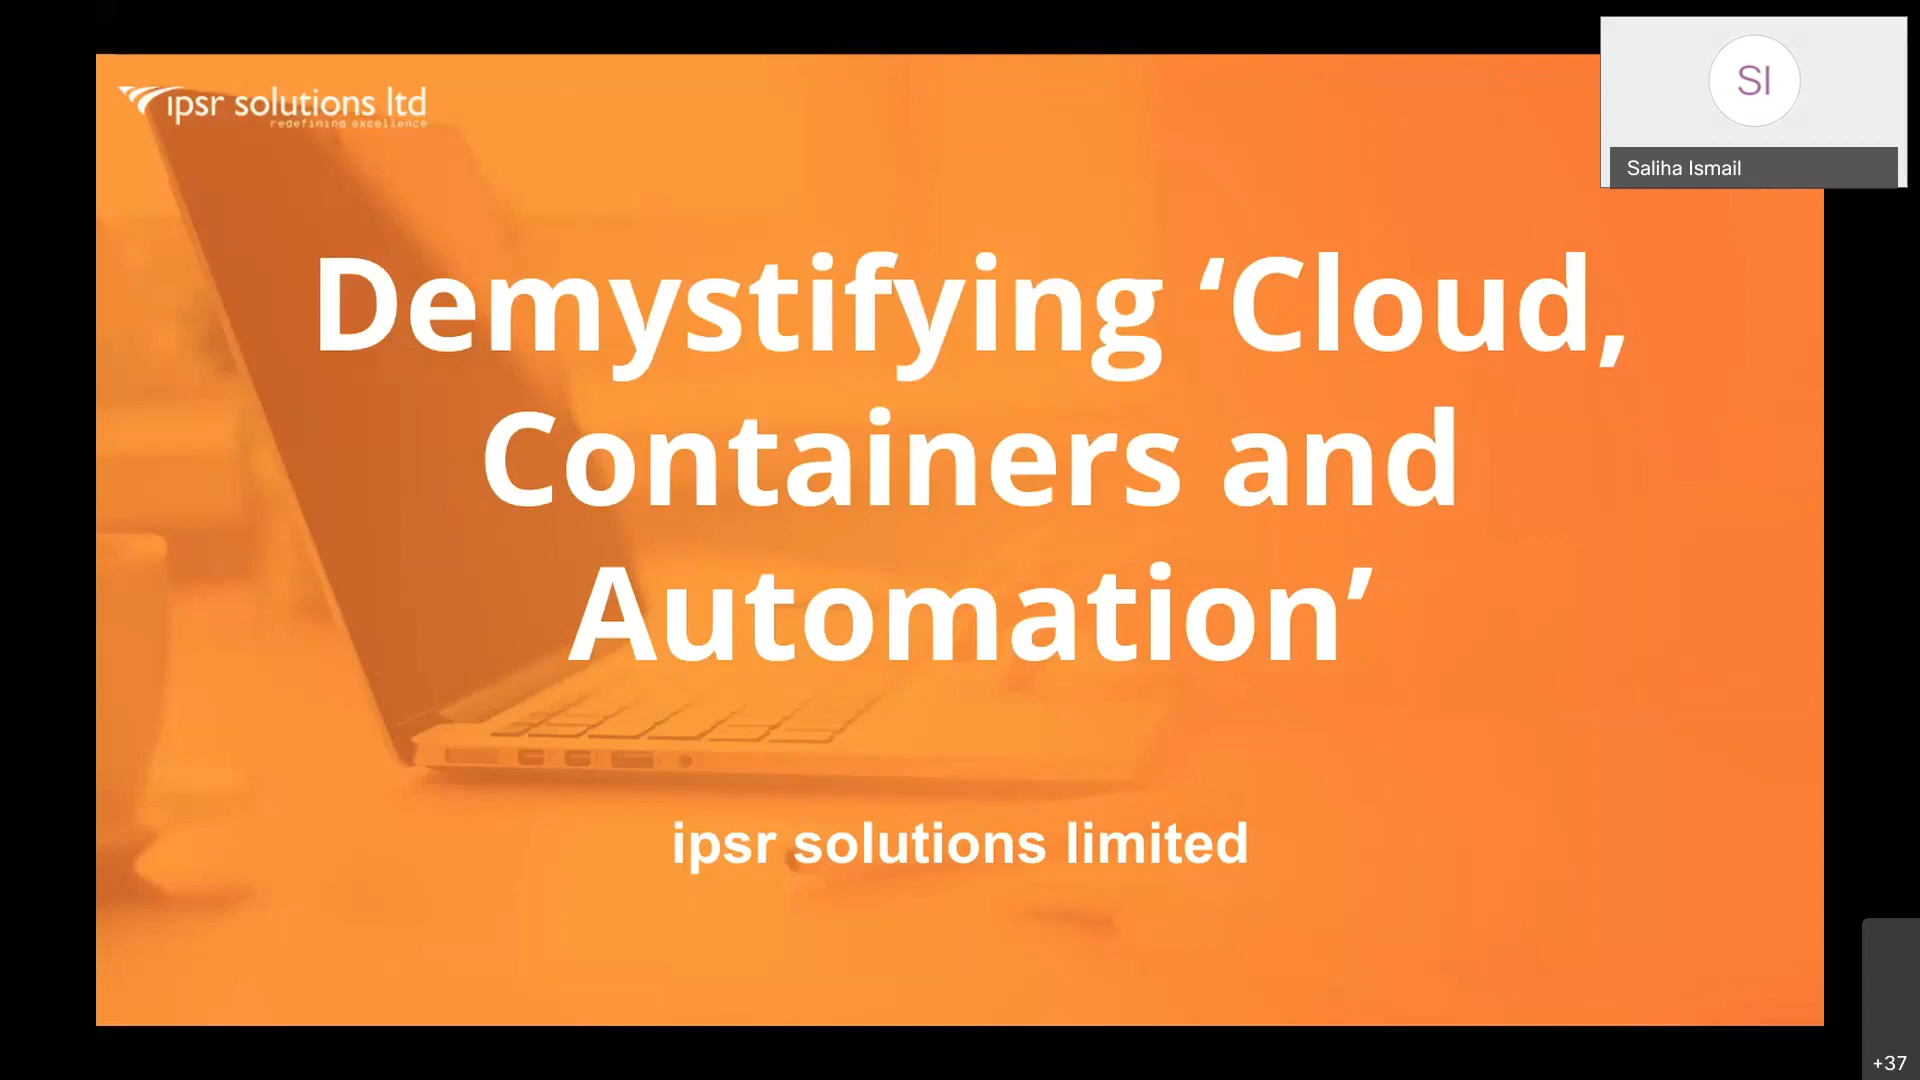 ipsr solutions ltd
redefining excellence
SI
Saliha Ismail
Demystifying ‘Cloud,
Containers and
Automation’
ipsr solutions limited
+37